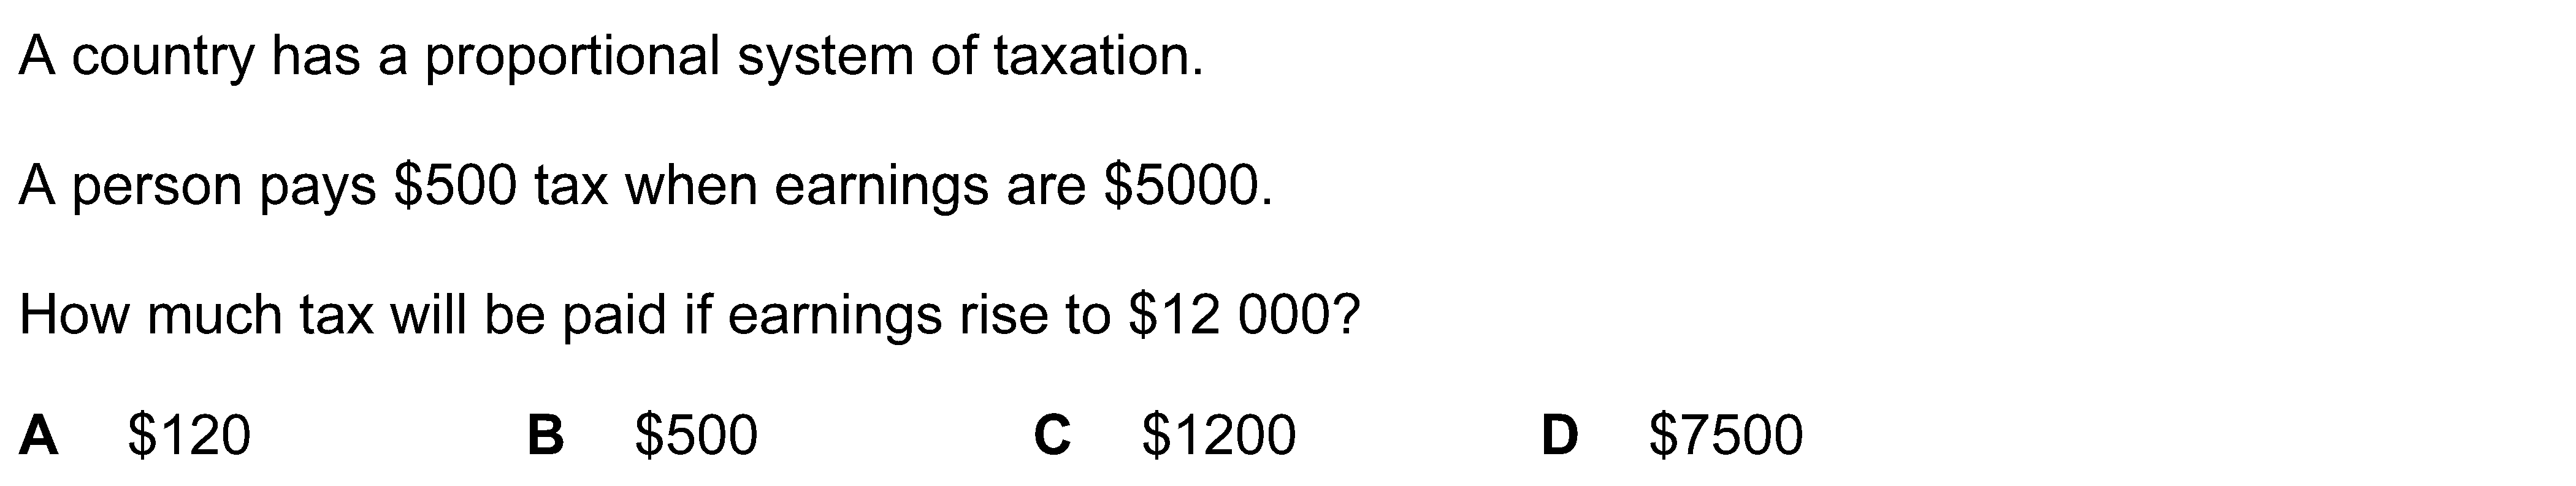 A country has a proportional system of taxation.
A person pays $500 tax when earnings are $5000.
How much tax will be paid if earnings rise to $12 000?
A $120 B $500 C $1200 D $7500